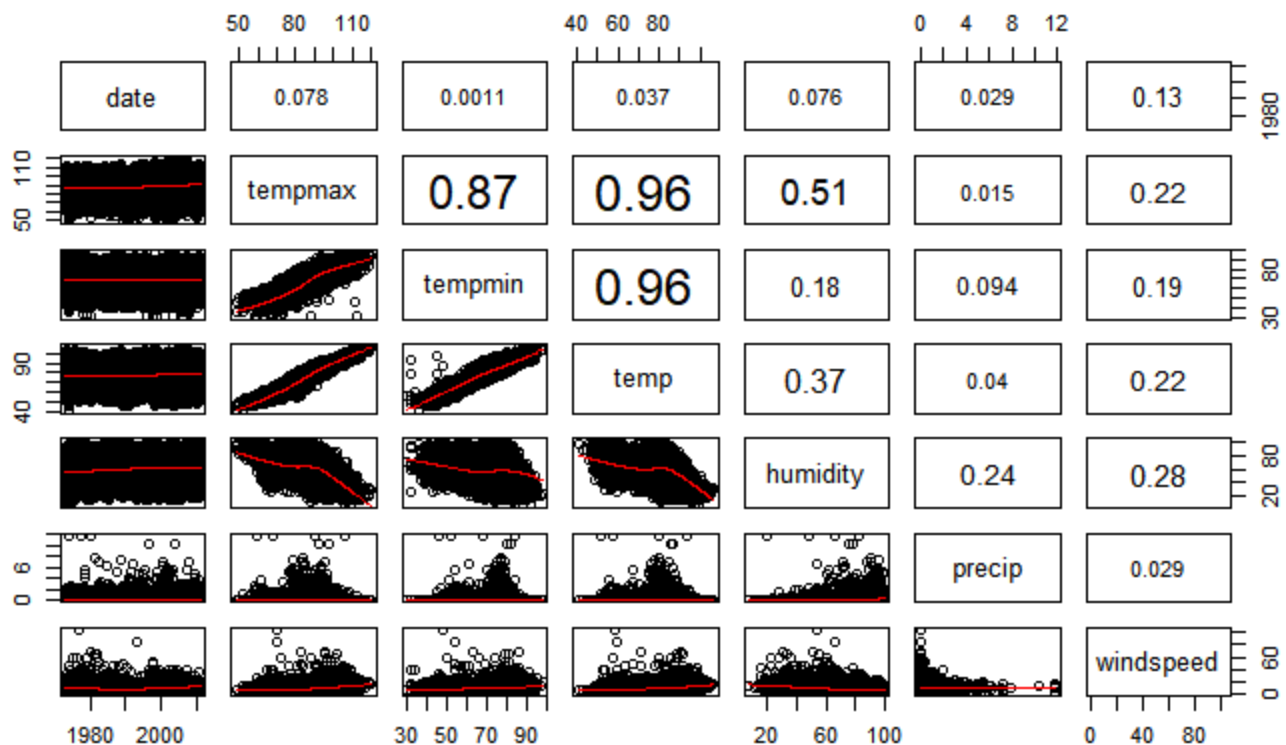 50 80 110 40 60 80 0 4 8 12
date 0.078 0.0011 0.037 0.076 0.029 0.13 1980
50 110 tempmax 0.87 0.96 0.51 0.015 0.22
tempmin 0.96 0.18 0.094 0.19 30 80
40 90 temp 0.37 0.04 0.22
humidity 0.24 0.28 20 80
0 6 precip 0.029
windspeed 0 60
1980 2000 30 50 70 90 20 60 100 0 40 80